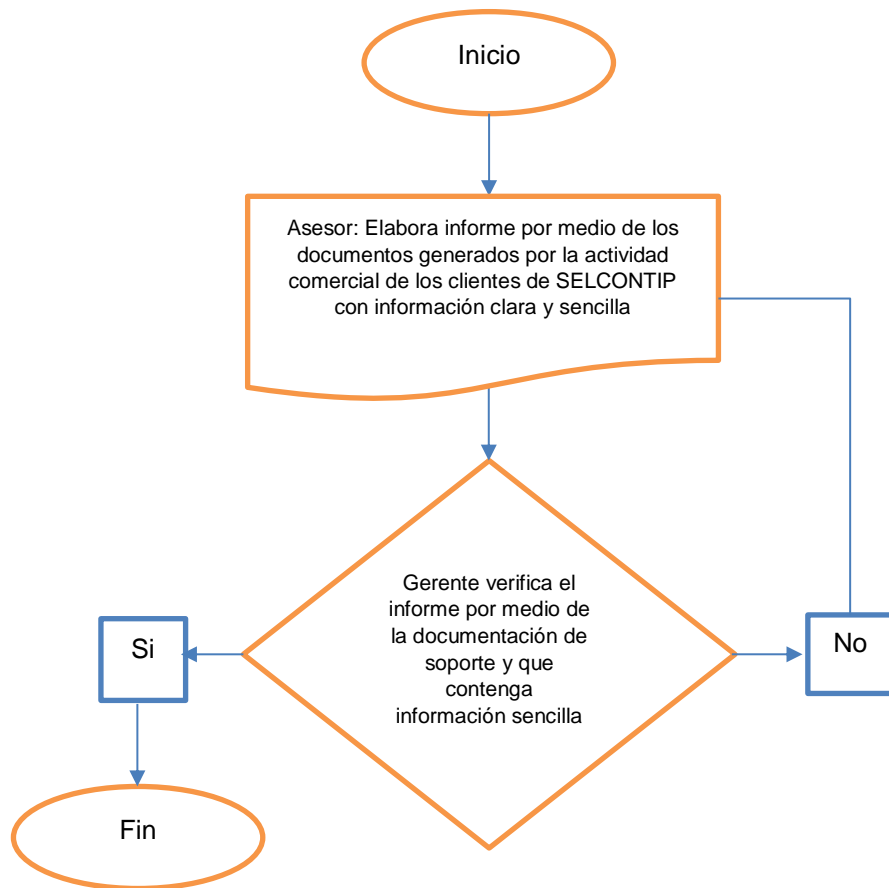 Inicio
Asesor: Elabora informe por medio de los
documentos generados por la actividad
comercial de los clientes de SELCONTIP
con información clara y sencilla
Gerente verifica el
informe por medio de
la documentación de
soporte y que
contenga
información sencilla
Si
No
Fin